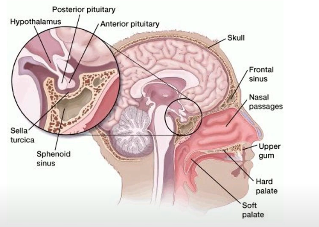 Posterior pituitary
Hypothalamus
Anterior pituitary
Skull
Frontal
sinus
Nasal
passages
Sella
turcica
Sphenoid
sinus
Upper
gum
Hard
palate
Soft
palate